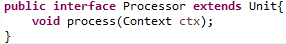 public interface Processor extends Unit{
    void process(Context ctx);
}